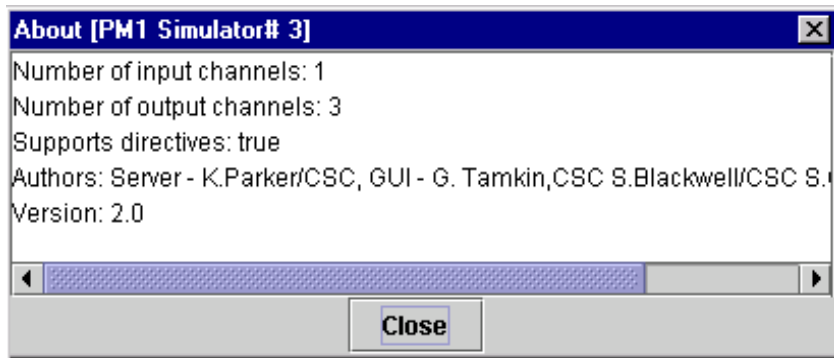 About [PM1 Simulator# 3]
Number of input channels: 1
Number of output channels: 3
Supports directives: true
Authors: Server - K.Parker/CSC, GUI - G. Tamkin,CSC S.Blackwell/CSC S.
Version: 2.0
Close